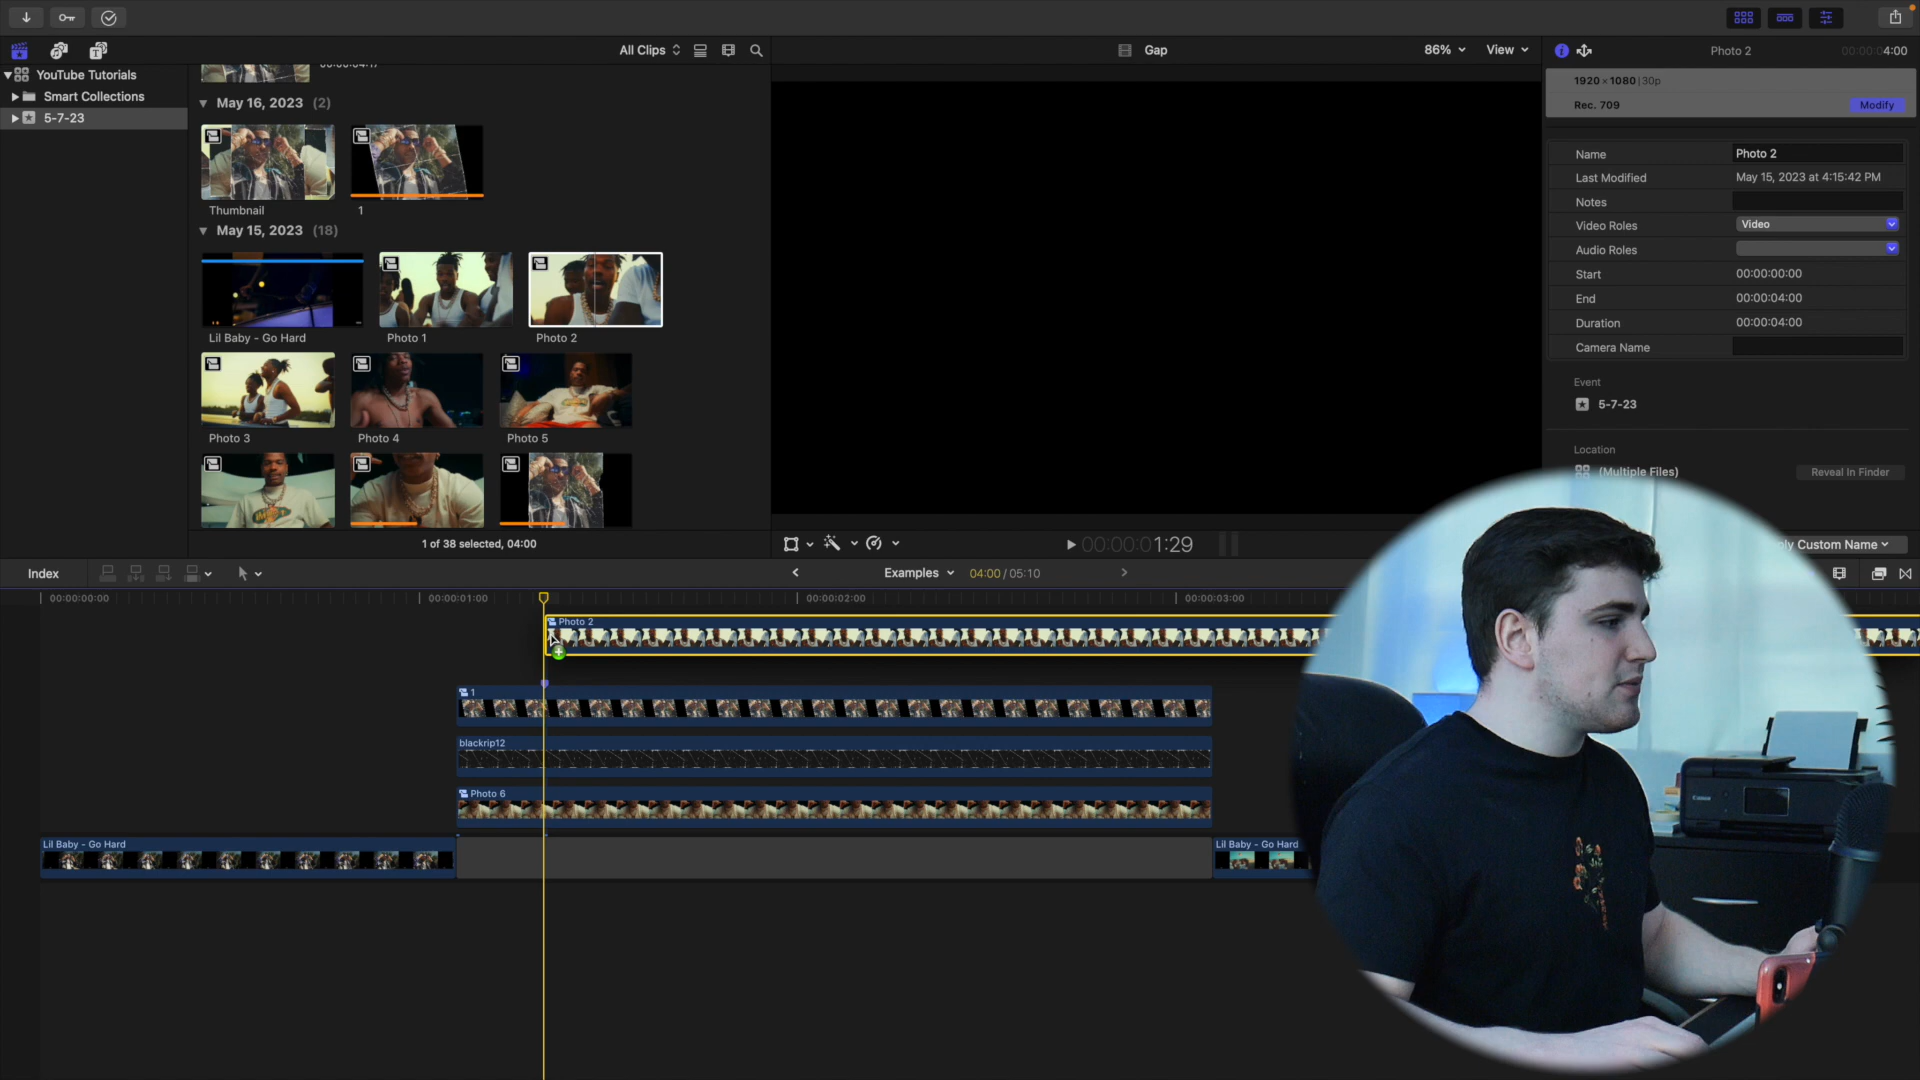 All Clips
Gap
86%
View
Photo 2
00:00:04:00
YouTube Tutorials
Smart Collections
5-7-23
May 16, 2023 (2)
Thumbnail
1
May 15, 2023 (18)
Lil Baby - Go Hard
Photo 1
Photo 2
Photo 3
Photo 4
Photo 5
1 of 38 selected, 04:00
1920 × 1080 | 30p
Rec. 709
Modify
Name
Photo 2
Last Modified
May 15, 2023 at 4:15:42 PM
Notes
Video Roles
Video
Audio Roles
Start
00:00:00:00
End
00:00:04:00
Duration
00:00:04:00
Camera Name
Event
5-7-23
Location
(Multiple Files)
Reveal In Finder
00:00:01:29
Custom Name
Index
Examples
04:00 / 05:10
00:00:00:00
00:00:01:00
00:00:02:00
00:00:03:00
Photo 2
1
blackrip12
Photo 6
Lil Baby - Go Hard
Lil Baby - Go Hard
Canon